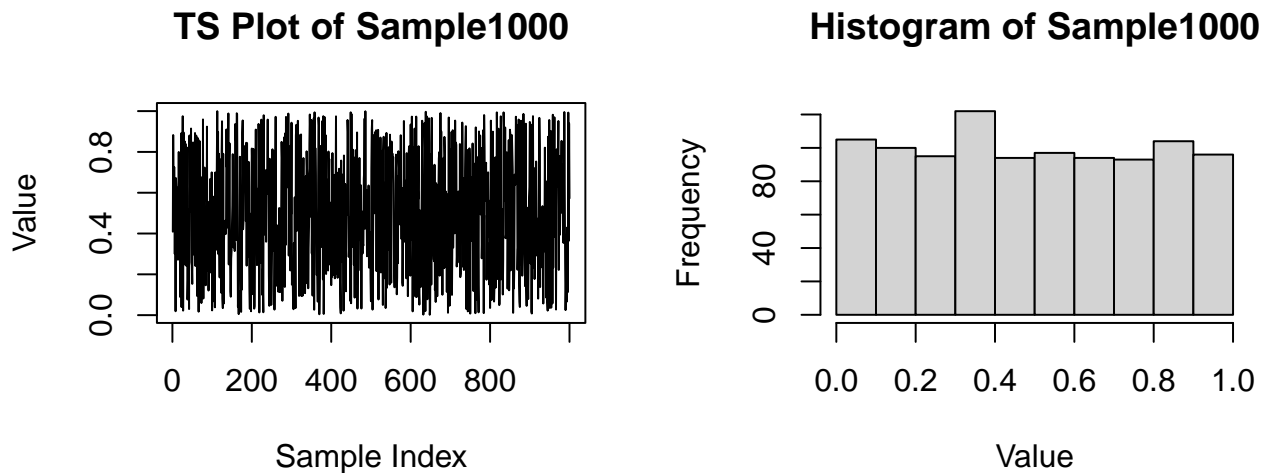 TS Plot of Sample1000
Value
0.0 0.4 0.8
0 200 400 600 800
Sample Index
Histogram of Sample1000
Frequency
0 40 80
0.0 0.2 0.4 0.6 0.8 1.0
Value